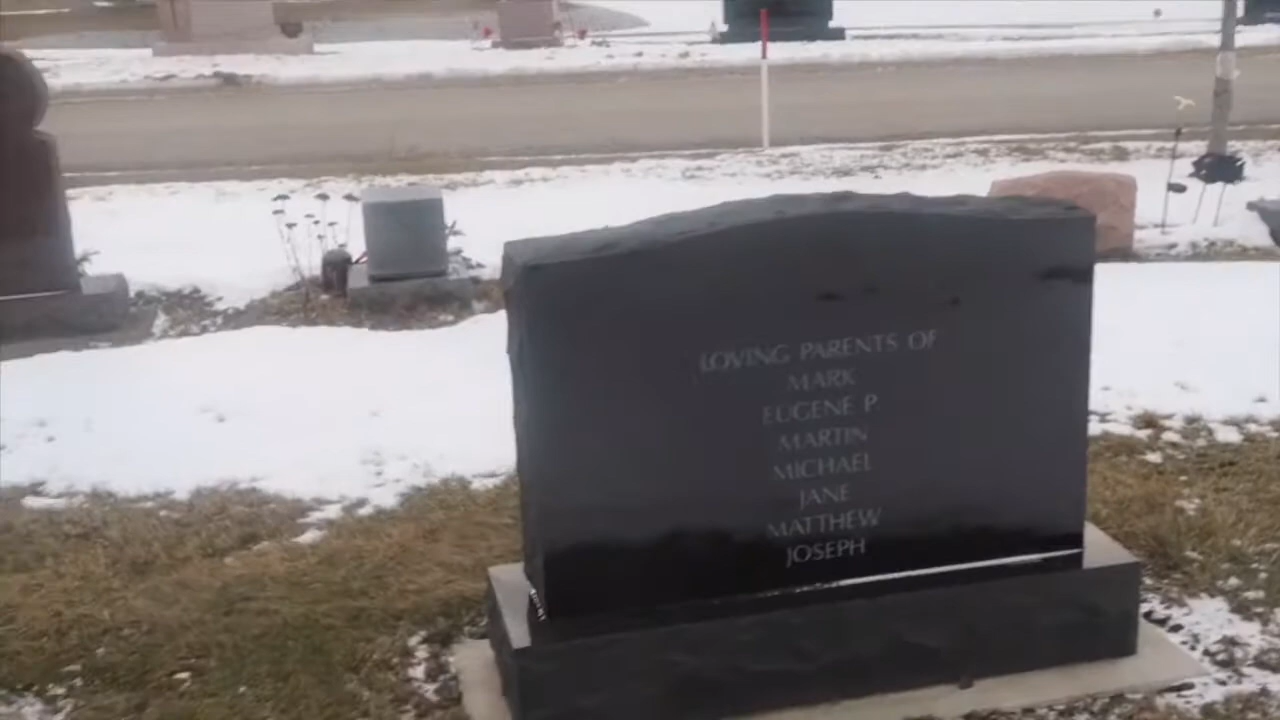 LOVING PARENTS OF
MARK
EUGENE P.
MARTIN
MICHAEL
JANE
MATTHEW
JOSEPH